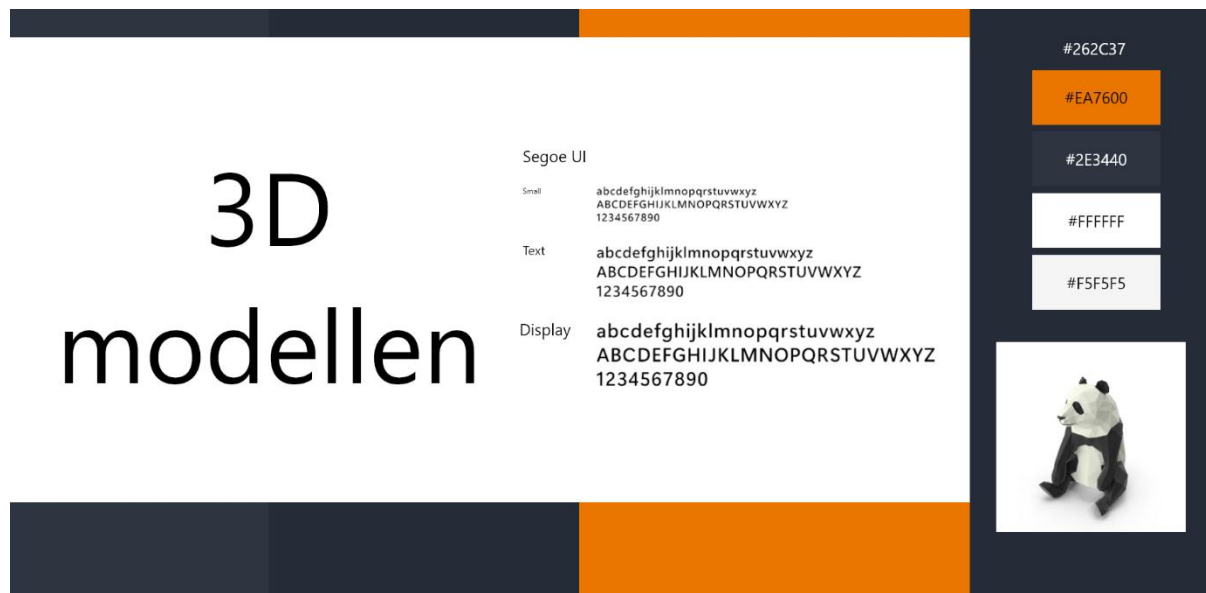 3D
modellen
Segoe UI
Small
abcdefghijklmnopqrstuvwxyz
ABCDEFGHIJKLMNOPQRSTUVWXYZ
1234567890
Text
abcdefghijklmnopqrstuvwxyz
ABCDEFGHIJKLMNOPQRSTUVWXYZ
1234567890
Display
abcdefghijklmnopqrstuvwxyz
ABCDEFGHIJKLMNOPQRSTUVWXYZ
1234567890
#262C37
#EA7600
#2E3440
#FFFFFF
#F5F5F5